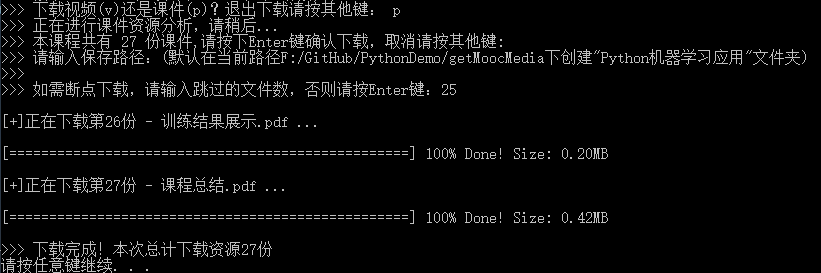 >>> 下载视频(v)还是课件(p)？退出下载请按其他键： p
>>> 正在进行课件资源分析，请稍后...
>>> 本课程共有 27 份课件,请按下Enter键确认下载，取消请按其他键:
>>> 请输入保存路径：(默认在当前路径F:/GitHub/PythonDemo/getMoocMedia下创建"Python机器学习应用"文件夹)
>>>
>>> 如需断点下载，请输入跳过的文件数，否则请按Enter键：25
[+]正在下载第26份 - 训练结果展示.pdf ...
[==================================================] 100% Done! Size: 0.20MB
[+]正在下载第27份 - 课程总结.pdf ...
[==================================================] 100% Done! Size: 0.42MB
>>> 下载完成！本次总计下载资源27份
请按任意键继续. . .